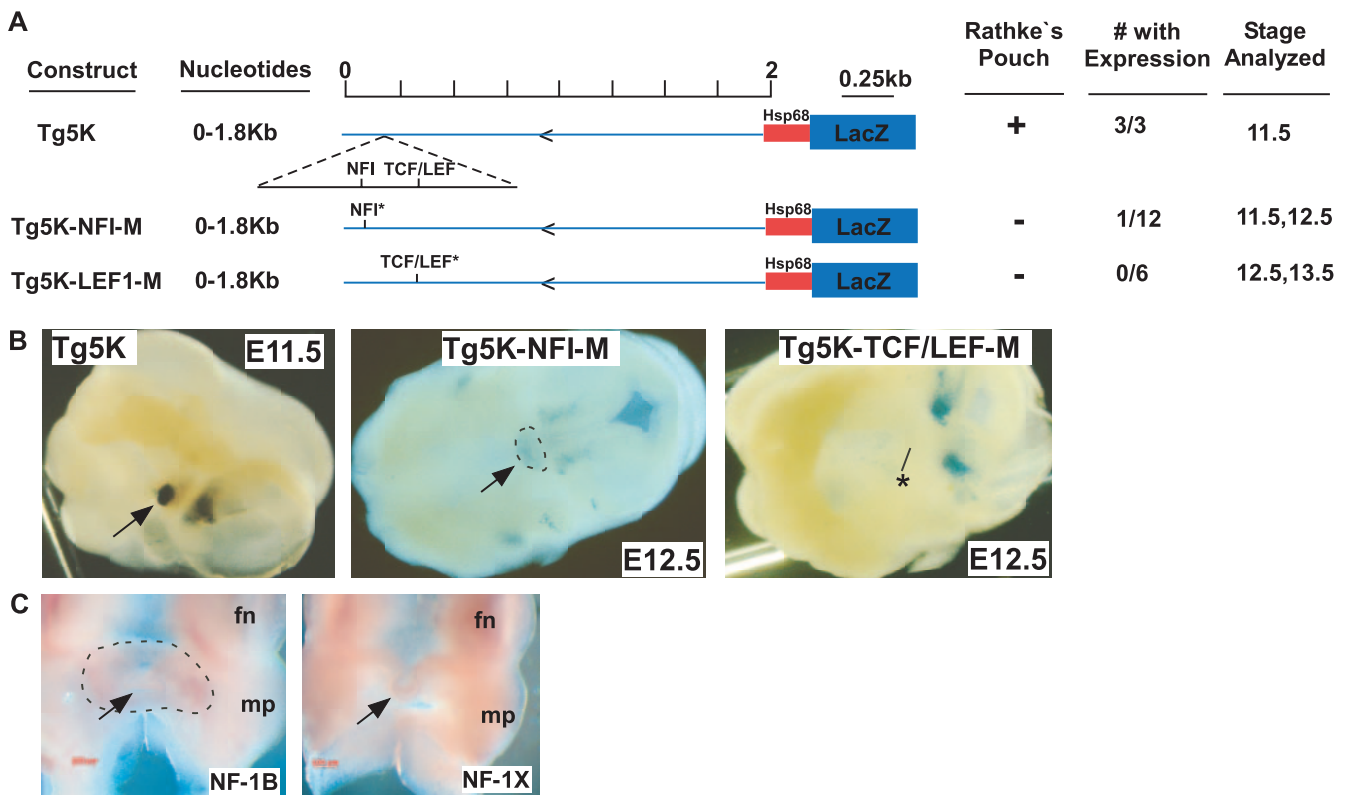 A
Construct
Nucleotides
0
2
0.25kb
Rathke`s
Pouch
# with
Expression
Stage
Analyzed
Tg5K
0-1.8Kb
Hsp68
LacZ
+
3/3
11.5
NFI
TCF/LEF
Tg5K-NFI-M
0-1.8Kb
NFI*
Hsp68
LacZ
-
1/12
11.5,12.5
Tg5K-LEF1-M
0-1.8Kb
TCF/LEF*
Hsp68
LacZ
-
0/6
12.5,13.5
B
Tg5K
E11.5
Tg5K-NFI-M
E12.5
Tg5K-TCF/LEF-M
*
E12.5
C
fn
mp
NF-1B
fn
mp
NF-1X